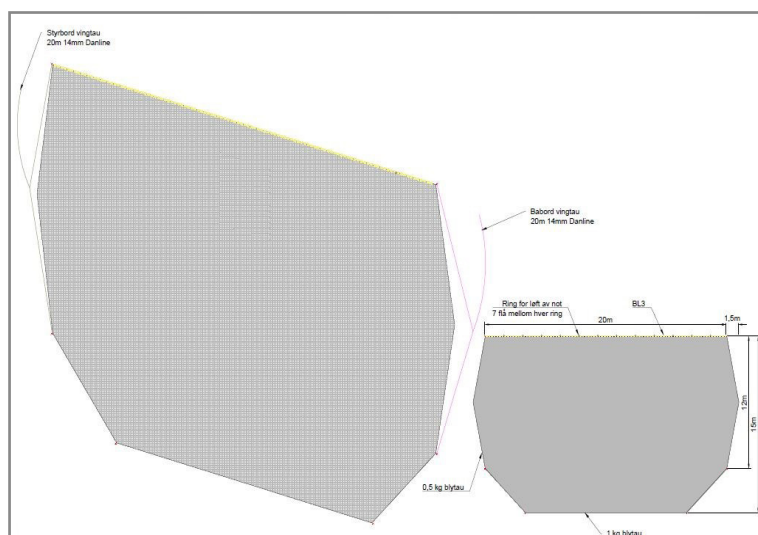 Styrbord vingtau
20m 14mm Danline
Babord vingtau
20m 14mm Danline
Ring for løft av not
7 flå mellom hver ring
BL3
20m
1,5m
12m
15m
0,5 kg blytau
1 kg blytau